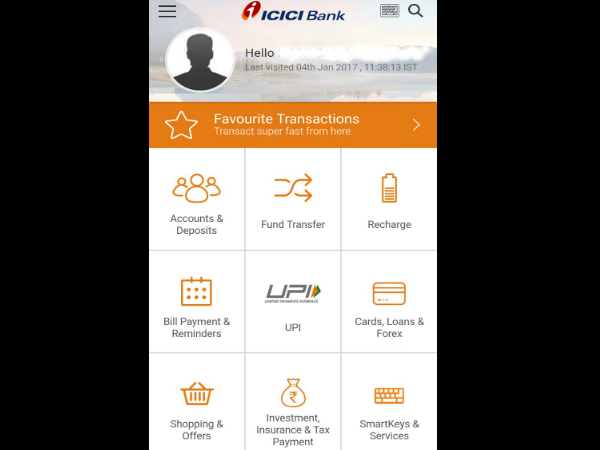 ICICI Bank
Hello
Last visited 04th Jan 2017 , 11:38:13 IST
Favourite Transactions
Transact super fast from here
Accounts &
Deposits
Fund Transfer
Recharge
Bill Payment &
Reminders
UPI
UNIFIED PAYMENTS INTERFACE
UPI
Cards, Loans &
Forex
Shopping &
Offers
₹
Investment,
Insurance & Tax
Payment
SmartKeys &
Services